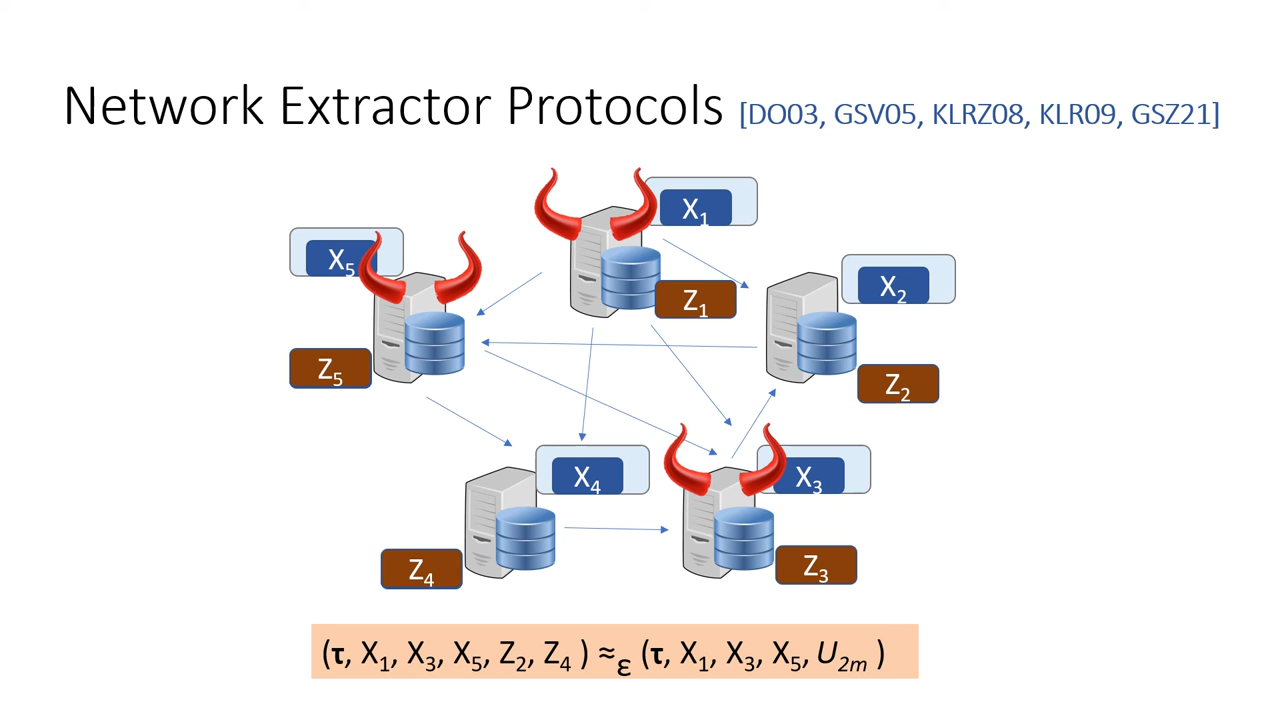 Network Extractor Protocols [DO03, GSV05, KLRZ08, KLR09, GSZ21]
X₁
X₅
X₂
Z₁
Z₅
Z₂
X₄
X₃
Z₄
Z₃
(τ, X₁, X₃, X₅, Z₂, Z₄ ) ≈ε (τ, X₁, X₃, X₅, U₂ₘ )